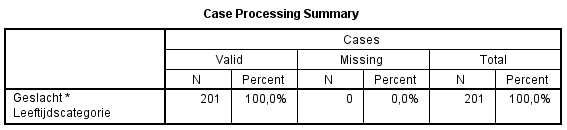 Case Processing Summary
Cases
Valid Missing Total
N Percent N Percent N Percent
Geslacht * 201 100,0% 0 0,0% 201 100,0%
Leeftijdscategorie